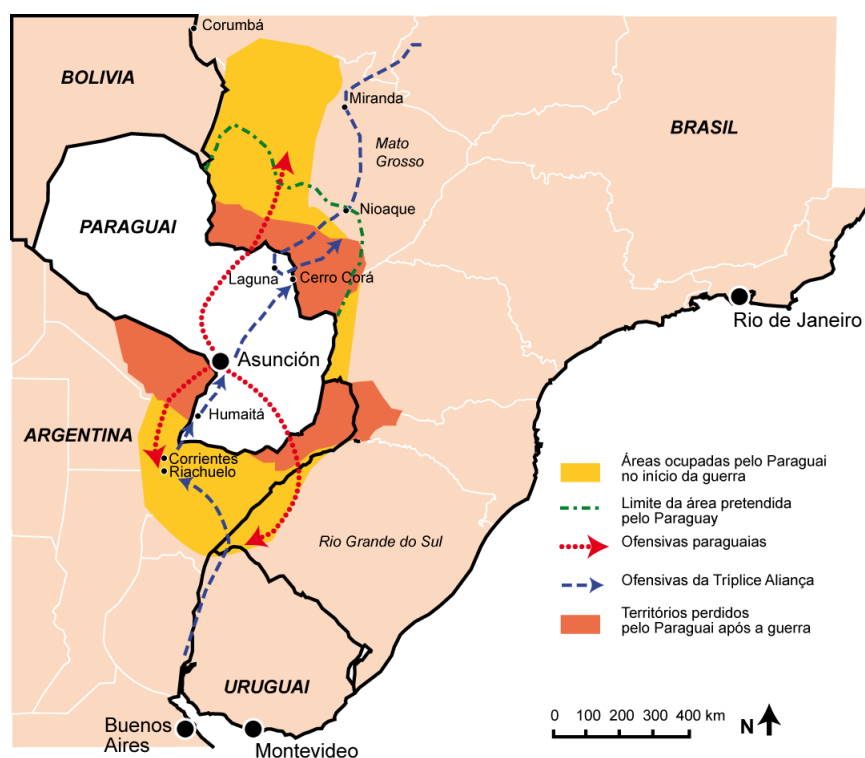 Corumbá
BOLIVIA
Miranda
BRASIL
Mato
Grosso
Nioaque
PARAGUAI
Laguna
Cerro Corá
Rio de Janeiro
Asunción
Humaitá
ARGENTINA
Corrientes
Riachuelo
Áreas ocupadas pelo Paraguai
no início da guerra
Limite da área pretendida
pelo Paraguay
Rio Grande do Sul
Ofensivas paraguaias
Ofensivas da Tríplice Aliança
Territórios perdidos
pelo Paraguai após a guerra
URUGUAI
Buenos
Aires
Montevideo
0 100 200 300 400 km
N